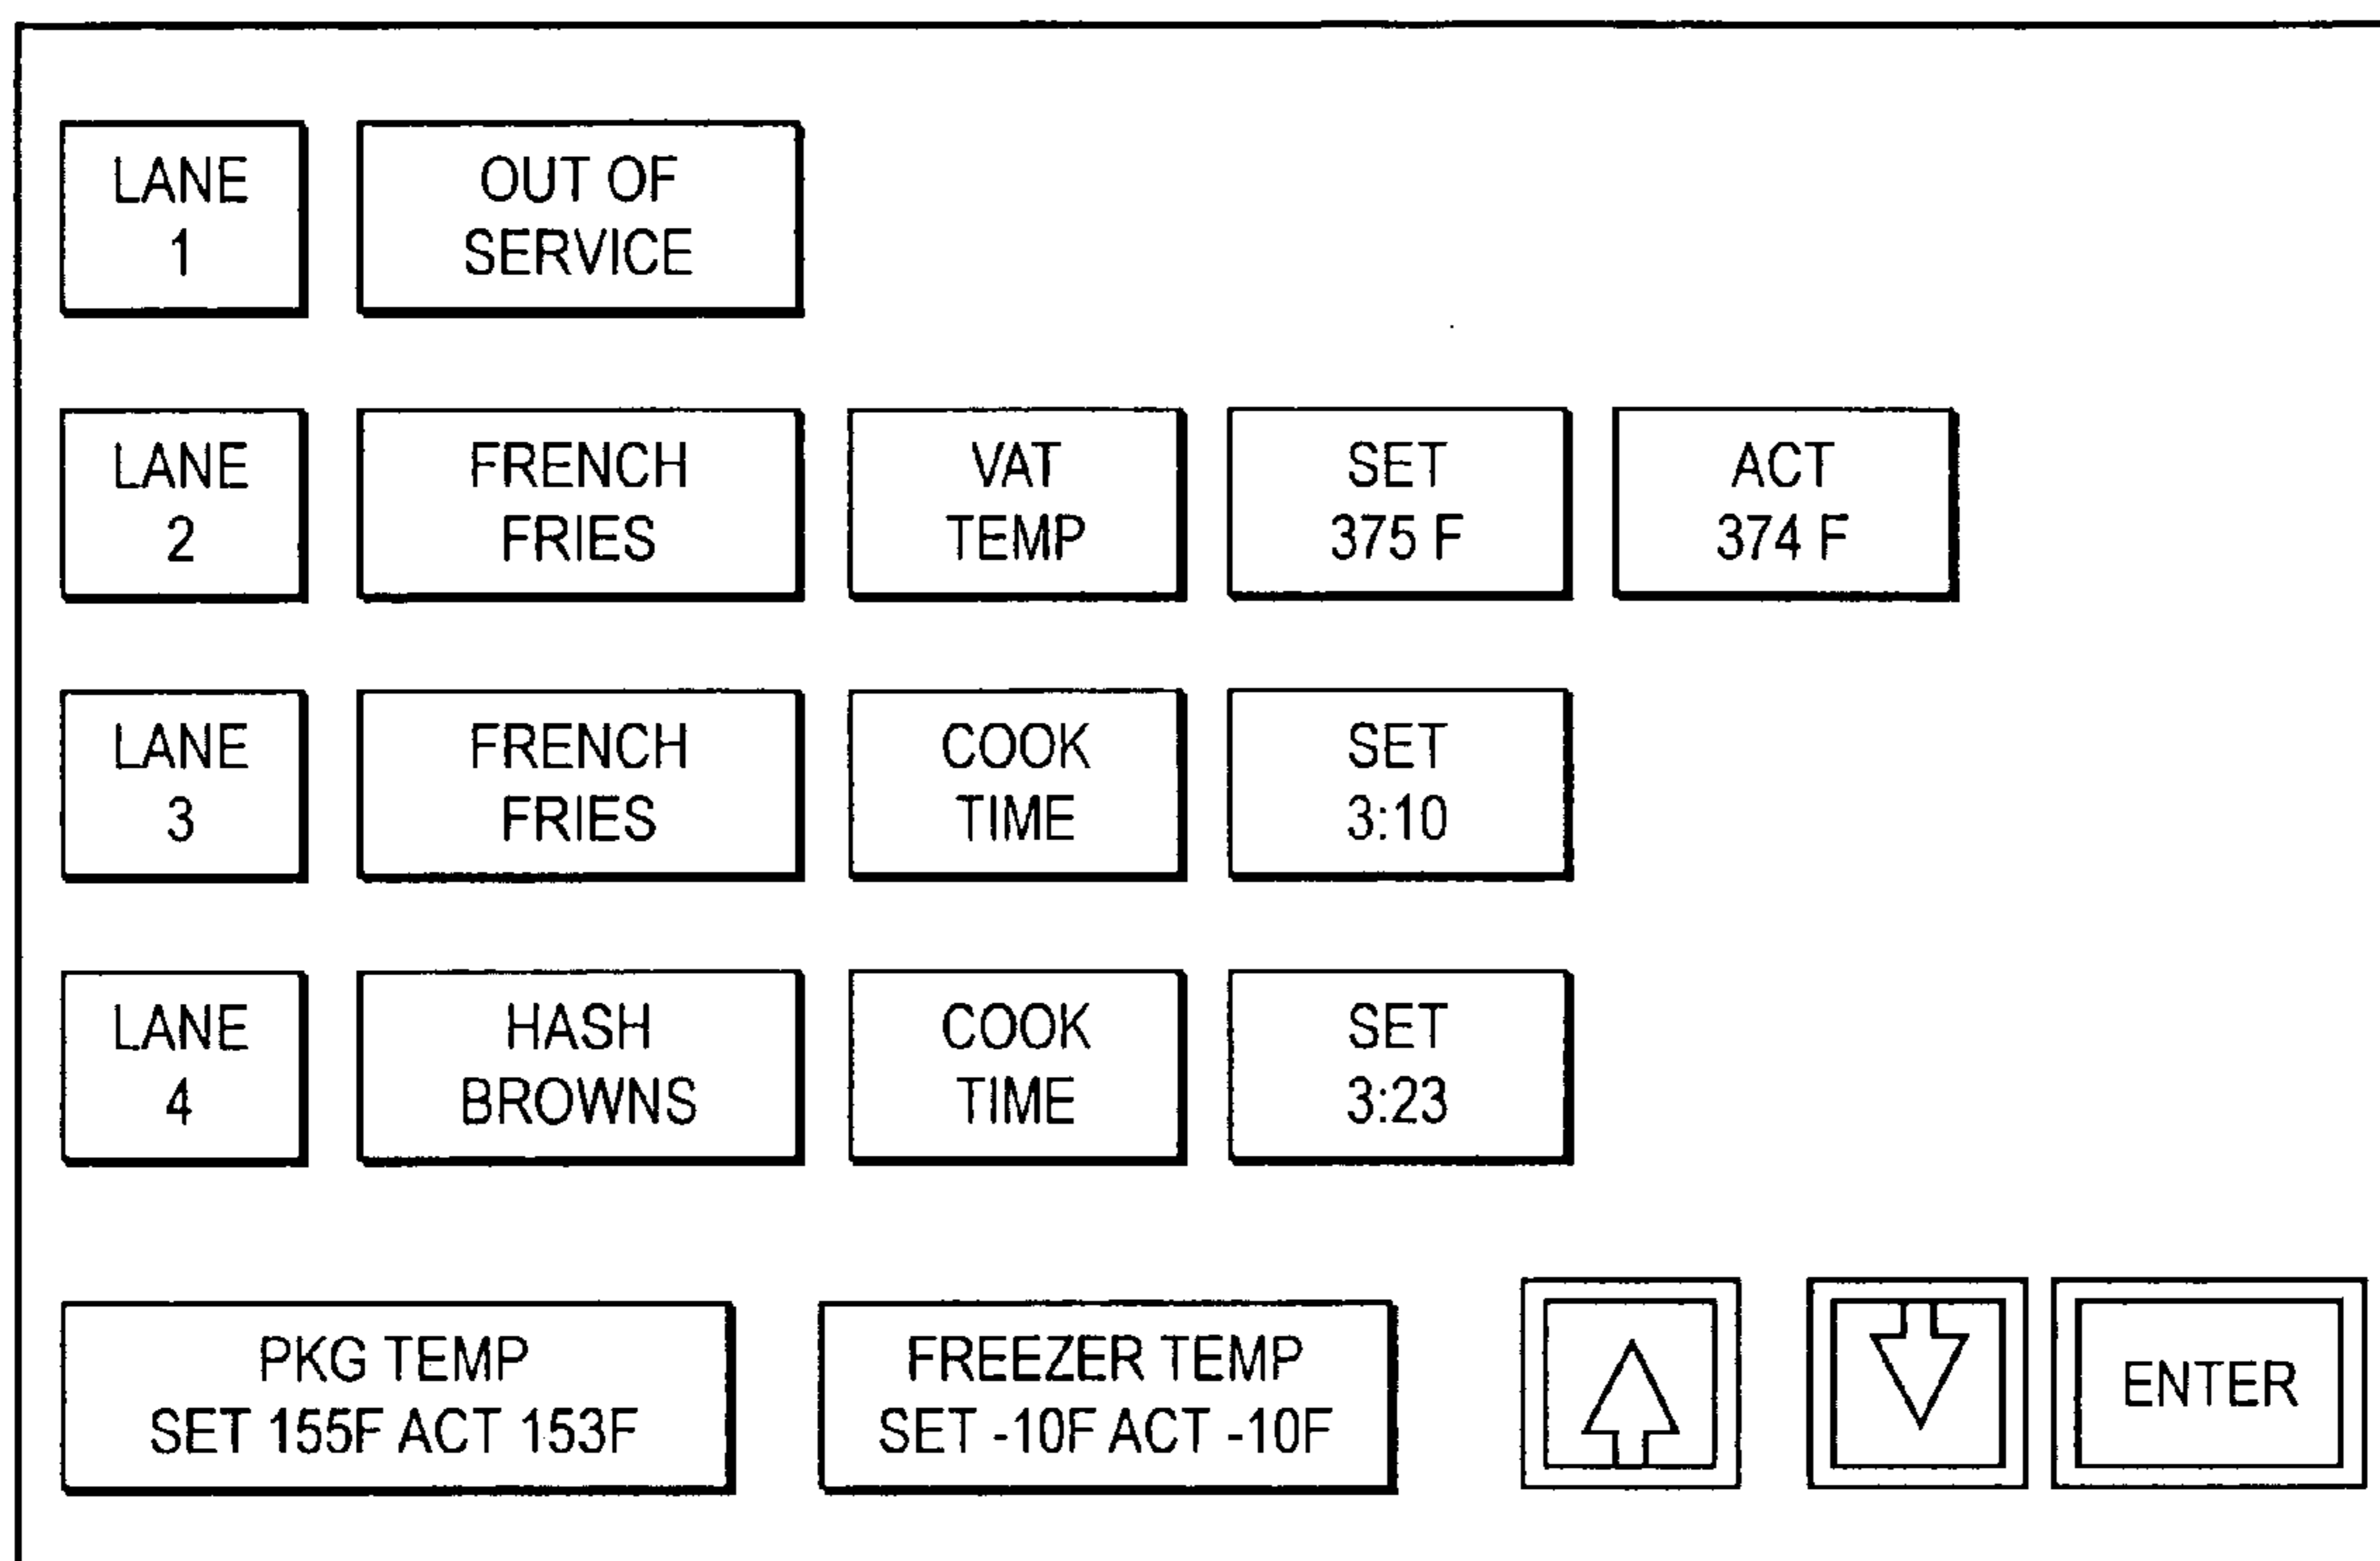 LANE
1
OUT OF
SERVICE
LANE
2
FRENCH
FRIES
VAT
TEMP
SET
375 F
ACT
374 F
LANE
3
FRENCH
FRIES
COOK
TIME
SET
3:10
LANE
4
HASH
BROWNS
COOK
TIME
SET
3:23
PKG TEMP
SET 155F ACT 153F
FREEZER TEMP
SET -10F ACT -10F
ENTER